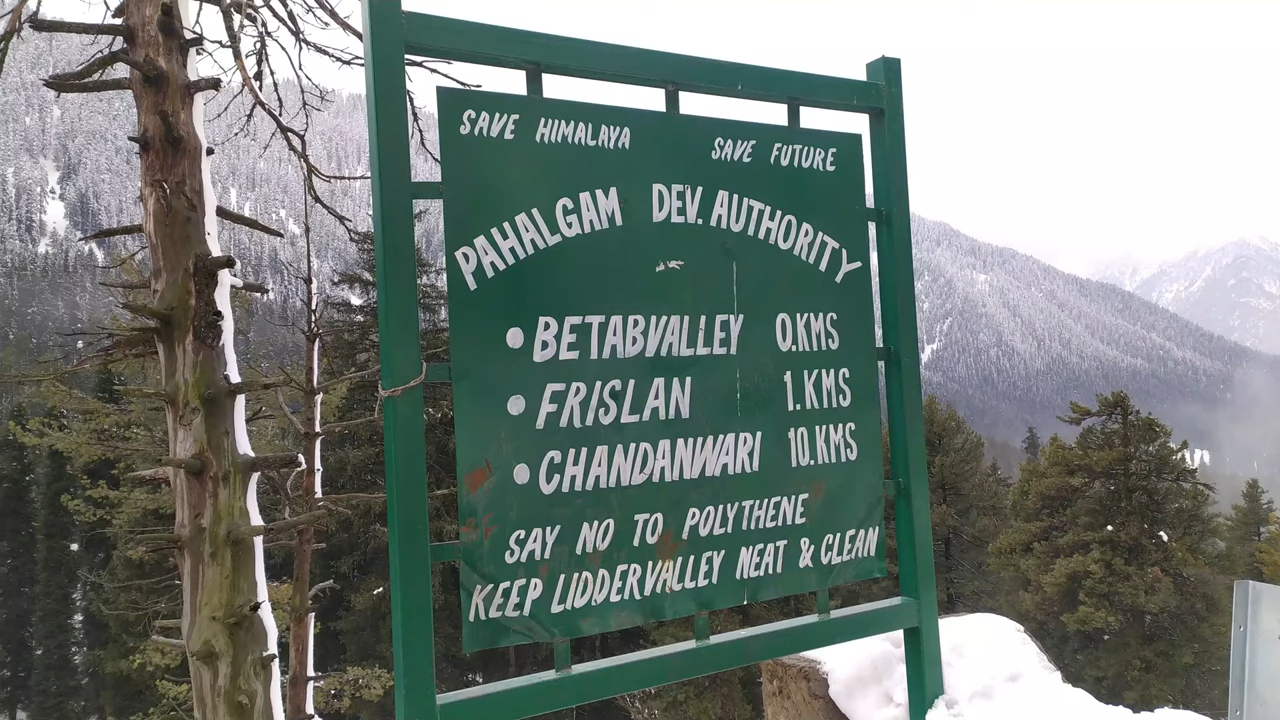 SAVE HIMALAYA SAVE FUTURE
PAHALGAM DEV. AUTHORITY
• BETABVALLEY 0.KMS
• FRISLAN 1.KMS
• CHANDANWARI 10.KMS
SAY NO TO POLYTHENE
KEEP LIDDERVALLEY NEAT & CLEAN